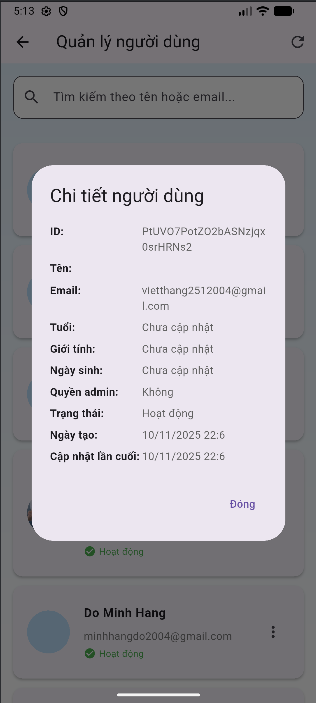 5:13
Quản lý người dùng
Tìm kiếm theo tên hoặc email...
Chi tiết người dùng
ID: PtUVO7PotZO2bASNzjqx
0srHRNs2
Tên:
Email: vietthang2512004@gmai
l.com
Tuổi: Chưa cập nhật
Giới tính: Chưa cập nhật
Ngày sinh: Chưa cập nhật
Quyền admin: Không
Trạng thái: Hoạt động
Ngày tạo: 10/11/2025 22:6
Cập nhật lần cuối: 10/11/2025 22:6
Đóng
Hoạt động
Do Minh Hang
minhhangdo2004@gmail.com
Hoạt động